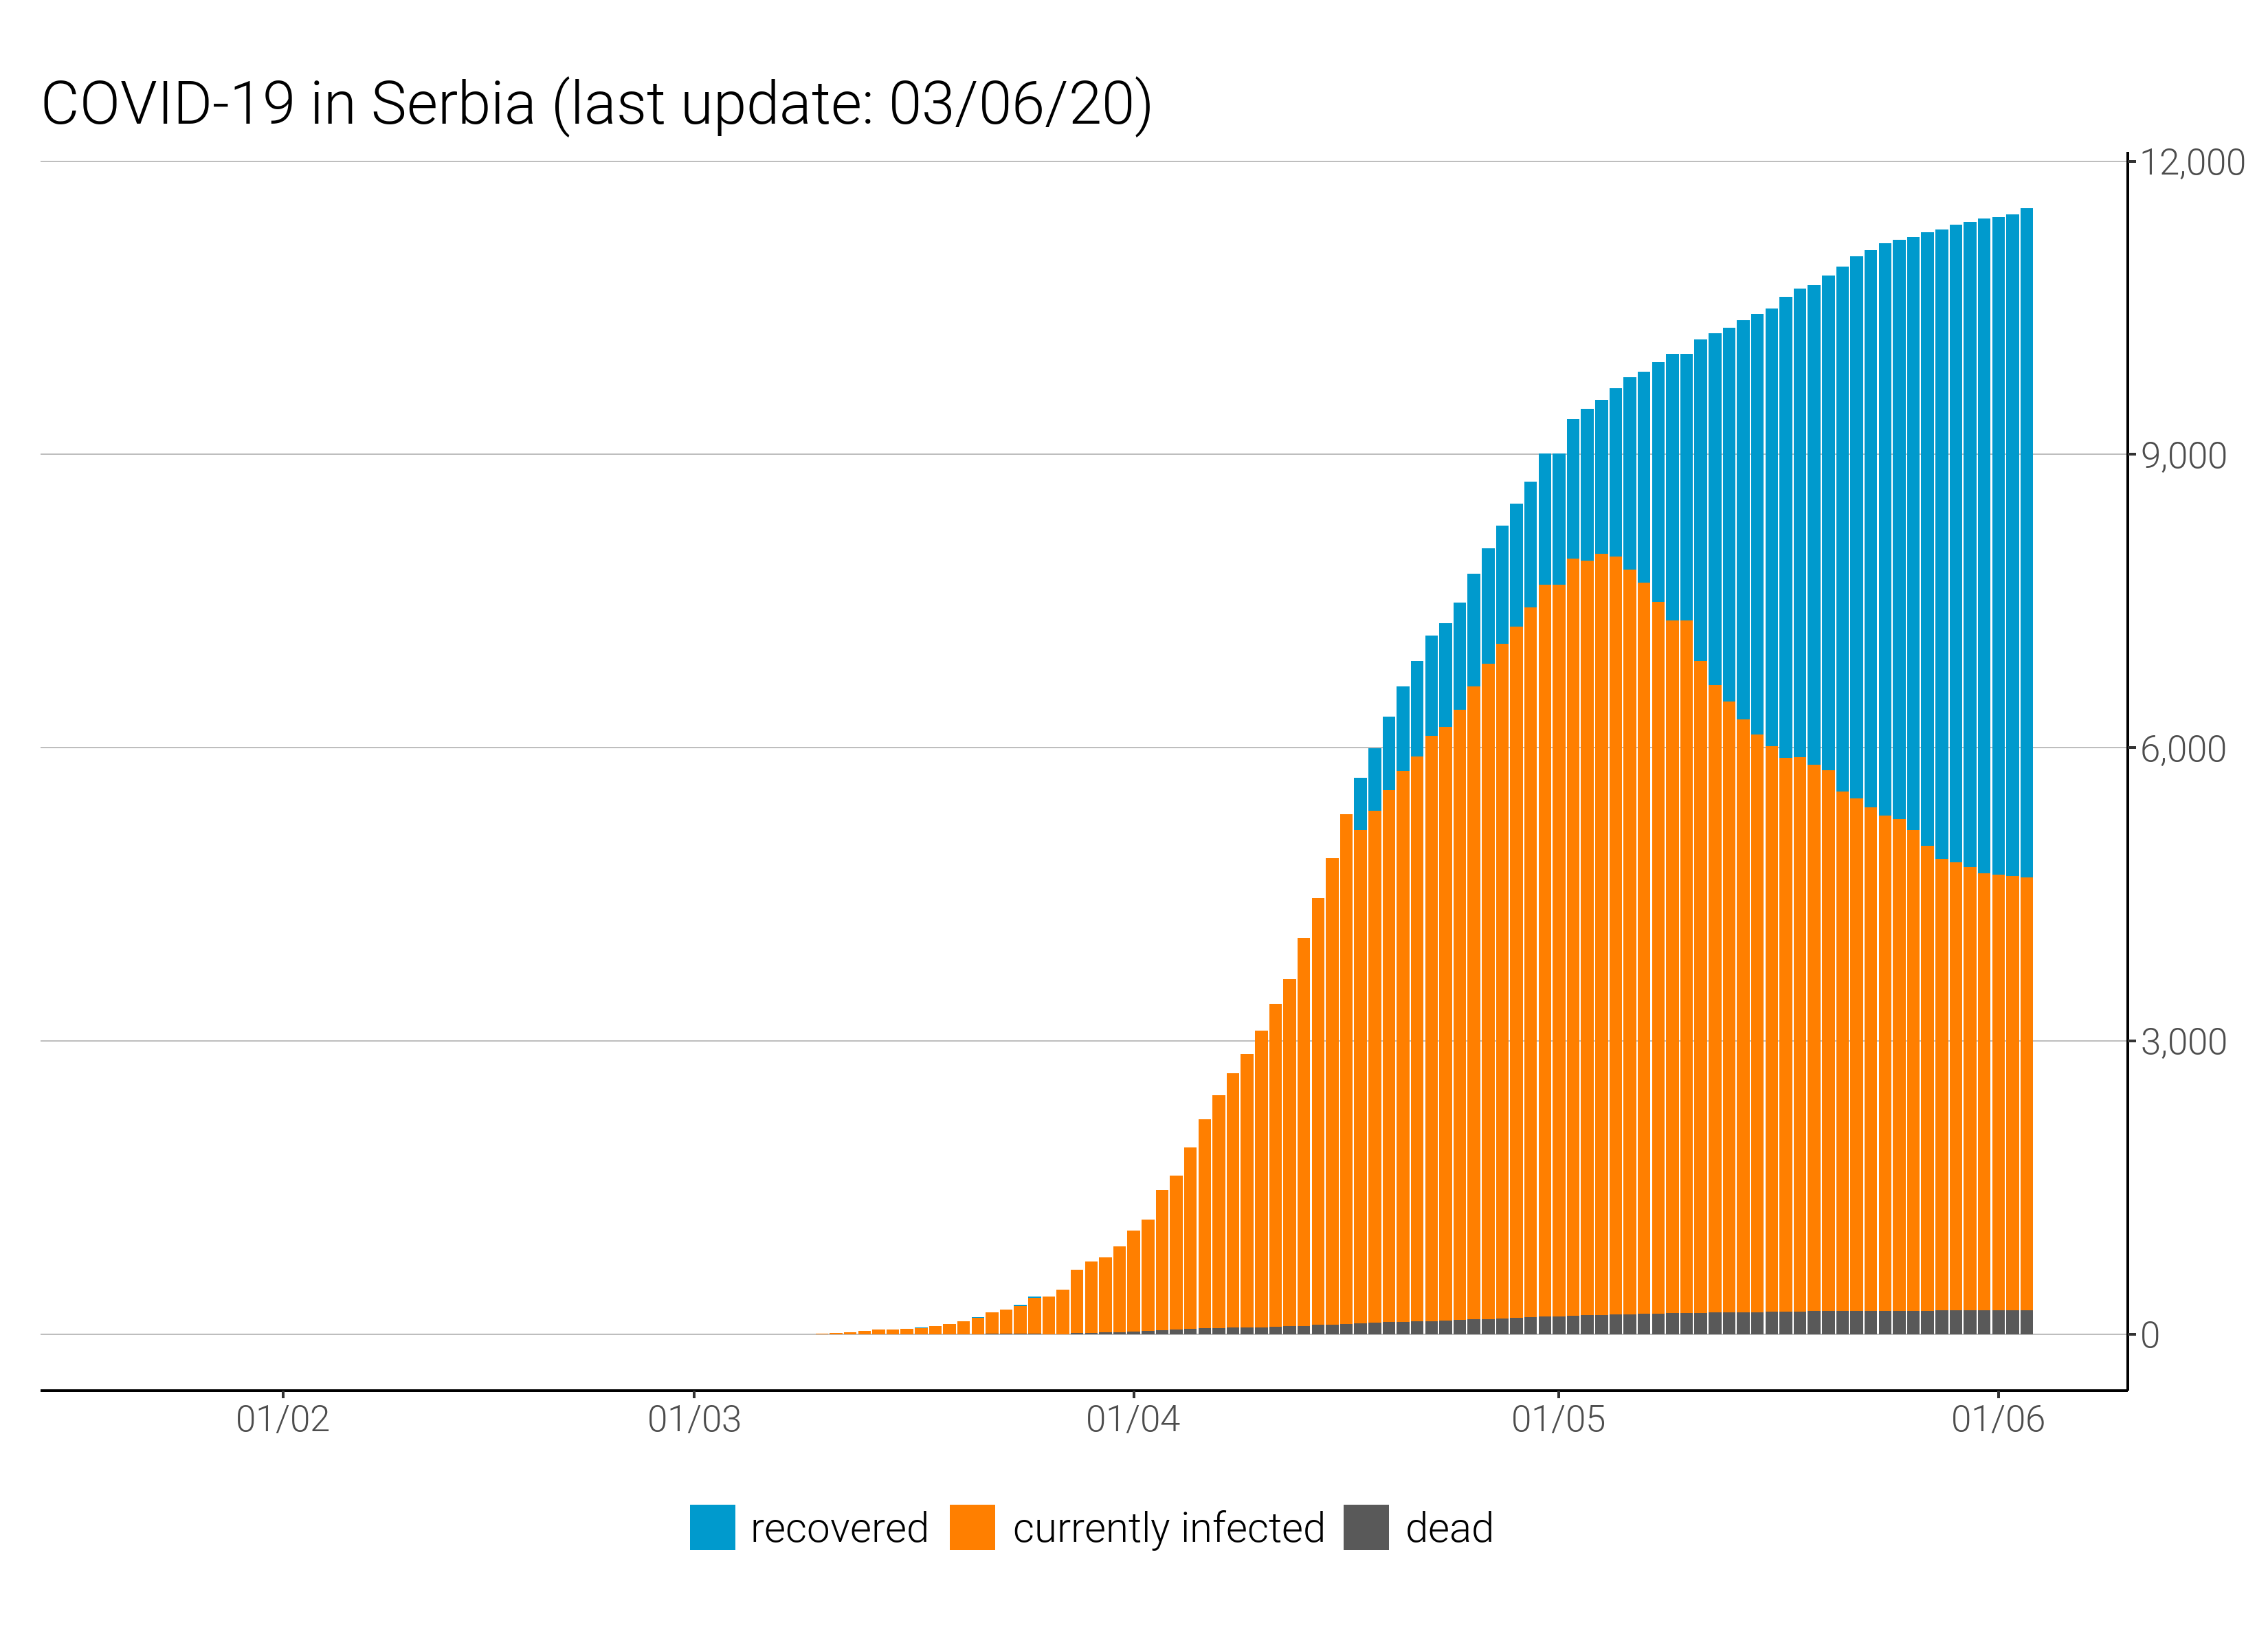 COVID-19 in Serbia (last update: 03/06/20)
12,000
9,000
6,000
3,000
0
01/02 01/03 01/04 01/05 01/06
recovered currently infected dead